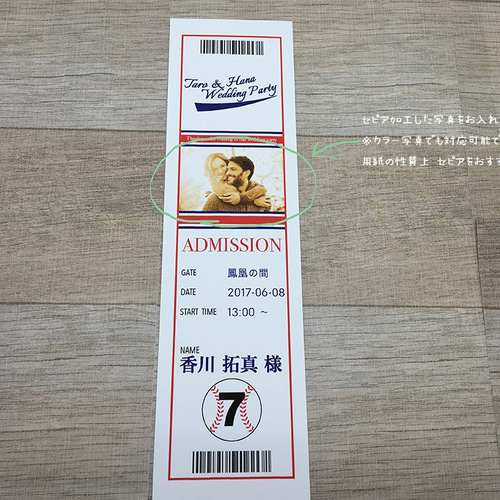 Taro & Hana
Wedding Party
セピア加工した写真をお入れ
※カラー写真でも対応可能で
用紙の性質上 セピアをおす
ADMISSION
GATE 鳳凰の間
DATE 2017-06-08
START TIME 13:00 ～
NAME
香川 拓真 様
7